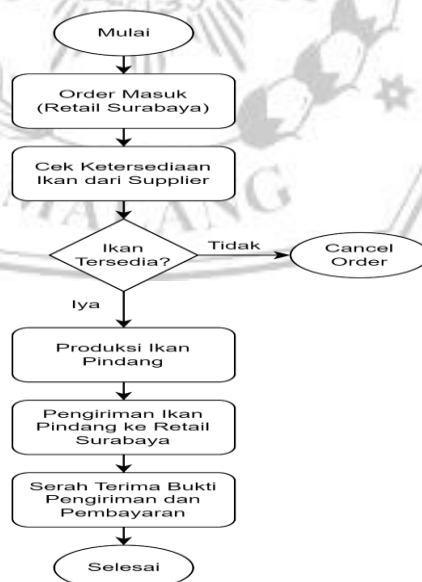 Mulai
Order Masuk
(Retail Surabaya)
Cek Ketersediaan
Ikan dari Supplier
MALANG
Ikan
Tersedia?
Tidak
Cancel
Order
Iya
Produksi Ikan
Pindang
Pengiriman Ikan
Pindang ke Retail
Surabaya
Serah Terima Bukti
Pengiriman dan
Pembayaran
Selesai